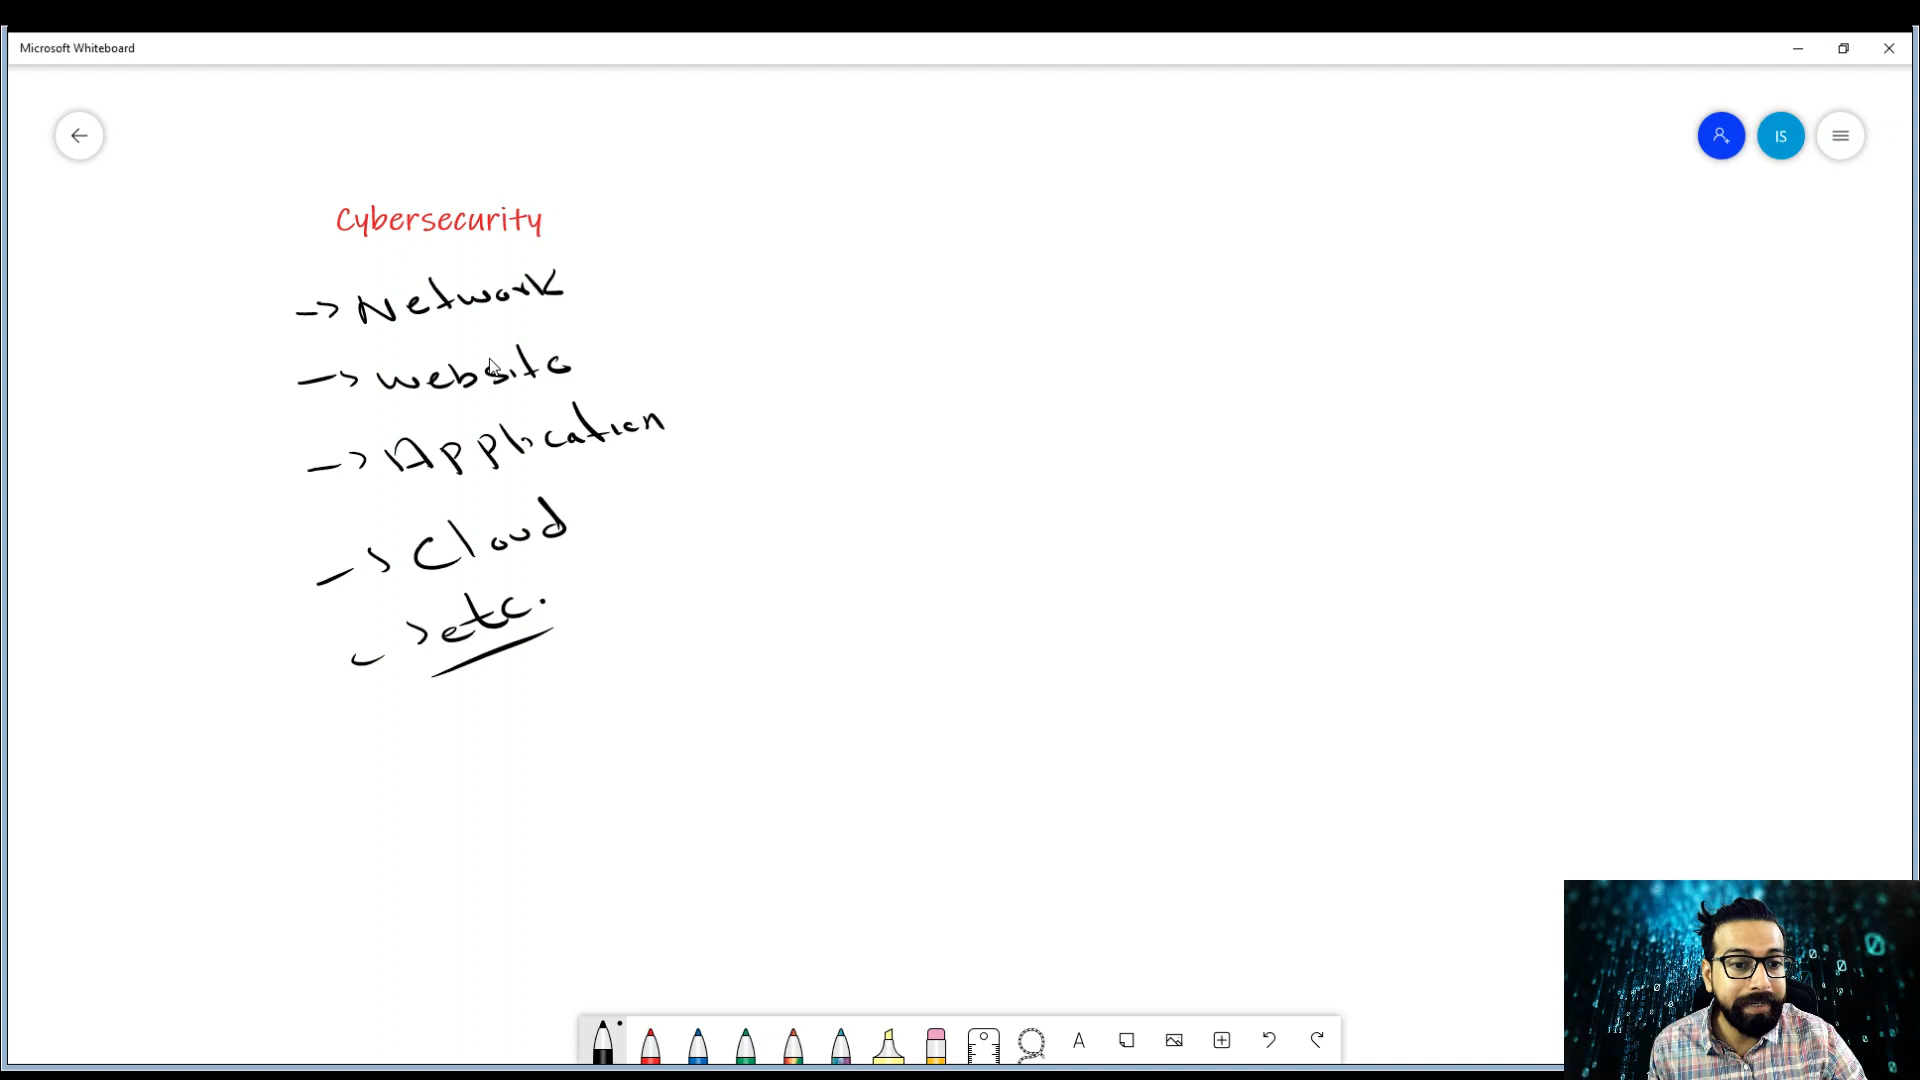 Microsoft Whiteboard
IS
Cybersecurity
-> Network
-> website
-> Application
-> Cloud
-> etc.
A